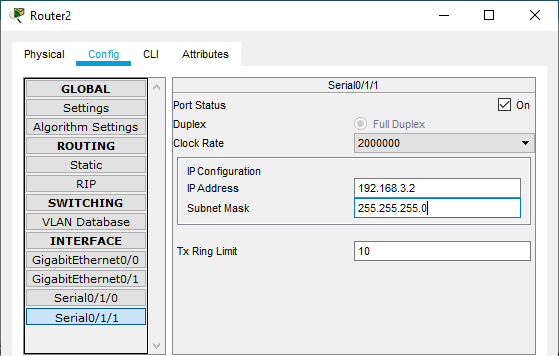 Router2
Physical Config CLI Attributes
GLOBAL
Settings
Algorithm Settings
ROUTING
Static
RIP
SWITCHING
VLAN Database
INTERFACE
GigabitEthernet0/0
GigabitEthernet0/1
Serial0/1/0
Serial0/1/1
Serial0/1/1
Port Status On
Duplex Full Duplex
Clock Rate 2000000
IP Configuration
IP Address 192.168.3.2
Subnet Mask 255.255.255.0
Tx Ring Limit 10